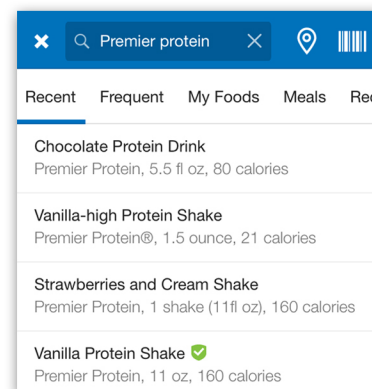 Premier protein
Recent Frequent My Foods Meals Rec
Chocolate Protein Drink
Premier Protein, 5.5 fl oz, 80 calories
Vanilla-high Protein Shake
Premier Protein®, 1.5 ounce, 21 calories
Strawberries and Cream Shake
Premier Protein, 1 shake (11fl oz), 160 calories
Vanilla Protein Shake
Premier Protein, 11 oz, 160 calories